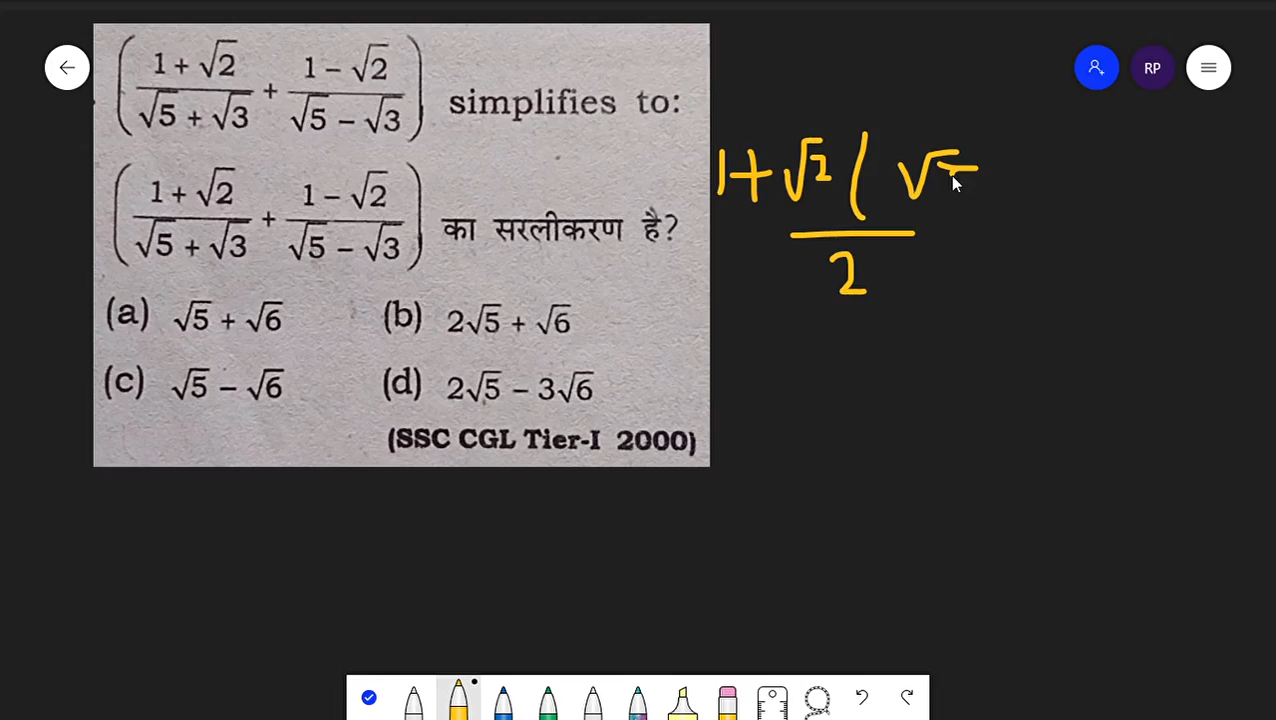 (1 + √2 / √5 + √3 + 1 − √2 / √5 − √3) simplifies to:
(1 + √2 / √5 + √3 + 1 − √2 / √5 − √3) का सरलीकरण है?
(a) √5 + √6 (b) 2√5 + √6
(c) √5 − √6 (d) 2√5 − 3√6
(SSC CGL Tier-I 2000)
RP
1+√2 ( √5
2